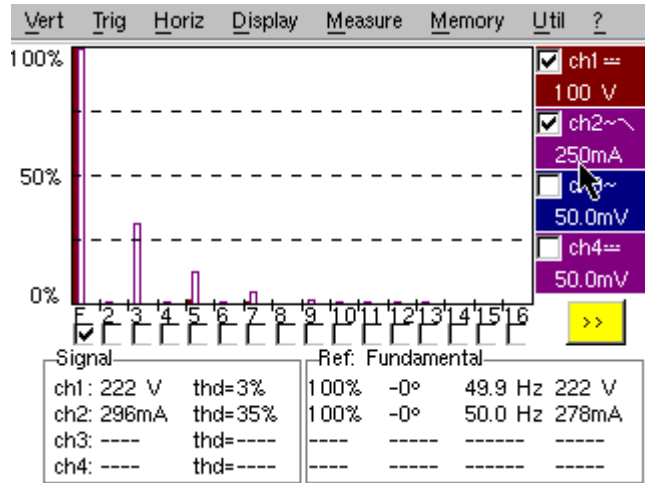 Vert Trig Horiz Display Measure Memory Util ?
100%
50%
0%
ch1
100 V
ch2~
250mA
~
50.0mV
ch4
50.0mV
F 2 3 4 5 6 7 8 9 10 11 12 13 14 15 16
>>
Signal
ch1: 222 V thd=3%
ch2: 296mA thd=35%
ch3: ---- thd=----
ch4: ---- thd=----
Ref: Fundamental
100% -0° 49.9 Hz 222 V
100% -0° 50.0 Hz 278mA
---- ---- ----- ----
---- ---- ----- ----